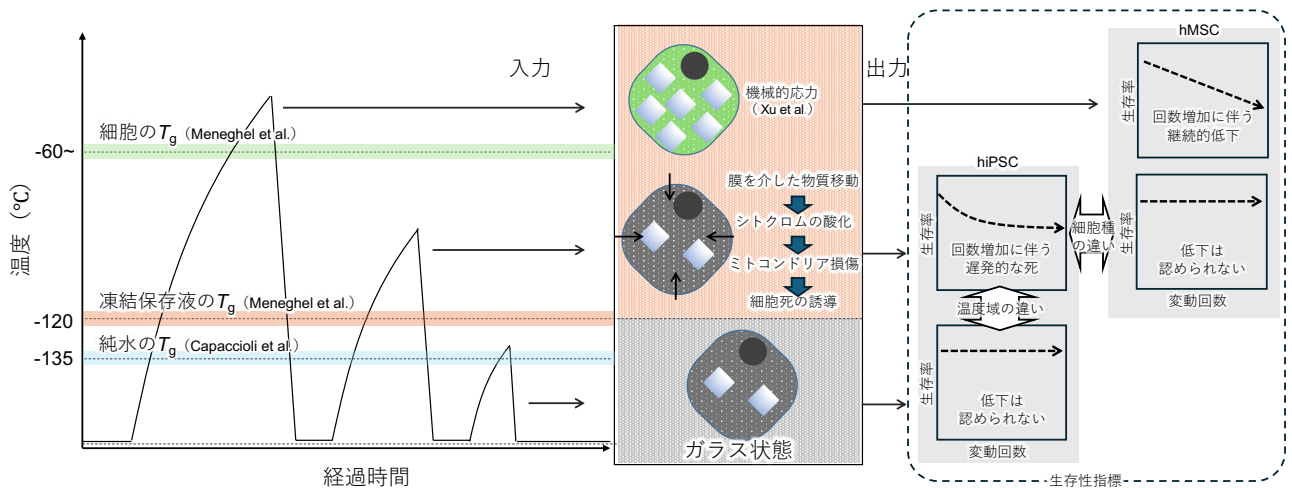 温度（℃）
細胞のTg（Meneghel et al.）
-60~
凍結保存液のTg（Meneghel et al.）
-120
純水のTg（Capaccioli et al.）
-135
経過時間
入力
機械的応力
（Xu et al.）
膜を介した物質移動
シトクロムの酸化
ミトコンドリア損傷
細胞死の誘導
ガラス状態
出力
hiPSC
生存率
回数増加に伴う
遅発的な死
温度域の違い
生存率
低下は
認められない
変動回数
細胞種
の違い
hMSC
生存率
回数増加に伴う
継続的低下
生存率
低下は
認められない
変動回数
生存性指標